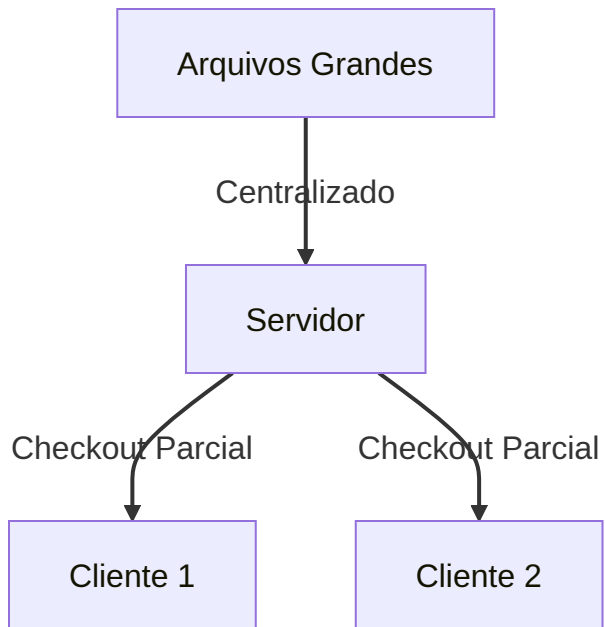 Arquivos Grandes
Centralizado
Servidor
Checkout Parcial
Checkout Parcial
Cliente 1
Cliente 2